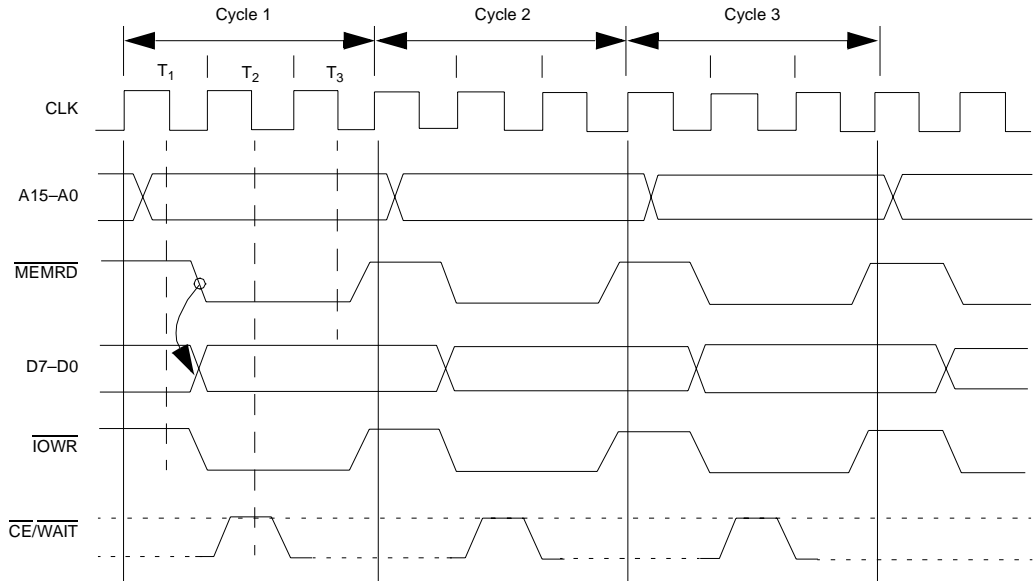 Cycle 1 Cycle 2 Cycle 3
T1 T2 T3
CLK
A15–A0
MEMRD
D7–D0
IOWR
CE/WAIT